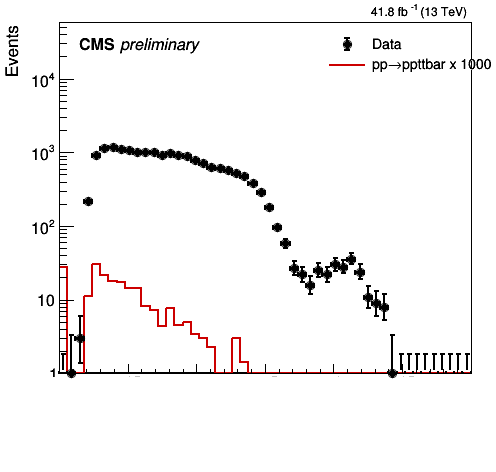 41.8 fb⁻¹ (13 TeV)
Events
CMS preliminary
Data
pp→ppttbar x 1000
10⁴
10³
10²
10
1